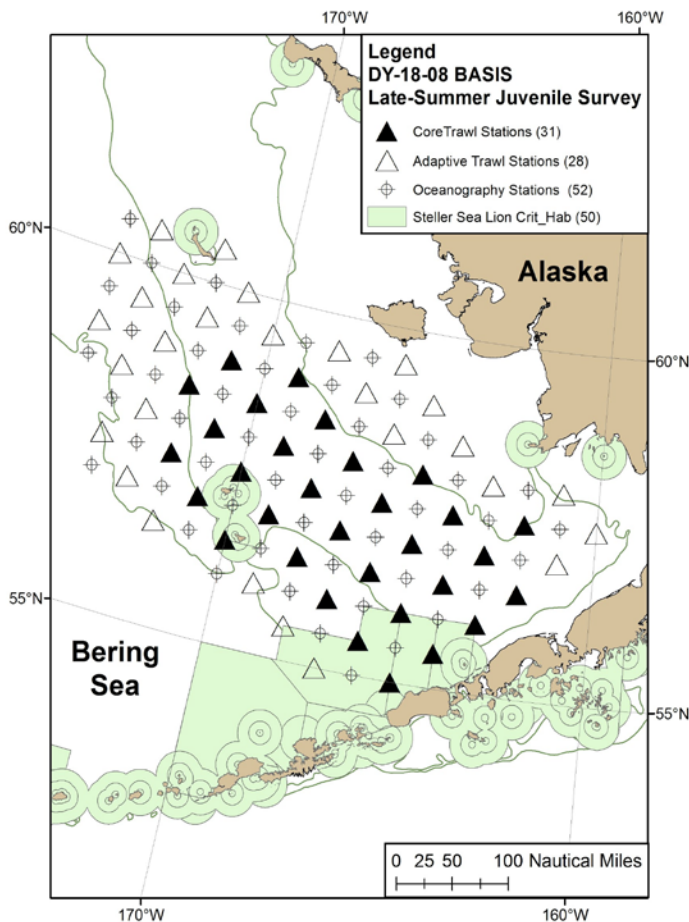 170°W
160°W
Legend
DY-18-08 BASIS
Late-Summer Juvenile Survey
CoreTrawl Stations (31)
Adaptive Trawl Stations (28)
Oceanography Stations (52)
Steller Sea Lion Crit_Hab (50)
60°N
Alaska
60°N
55°N
Bering
Sea
55°N
0 25 50 100 Nautical Miles
170°W
160°W